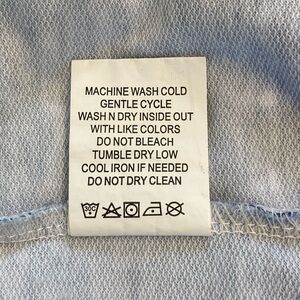 MACHINE WASH COLD
GENTLE CYCLE
WASH N DRY INSIDE OUT
WITH LIKE COLORS
DO NOT BLEACH
TUMBLE DRY LOW
COOL IRON IF NEEDED
DO NOT DRY CLEAN
30C